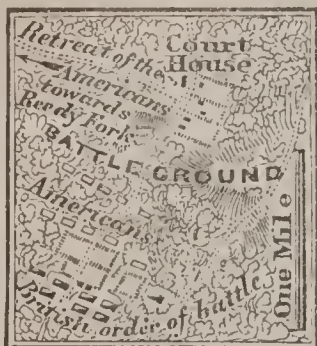 Retreat of the
Americans
towards
Reedy Fork
Court
House
BATTLE GROUND
Americans
British order of battle
One Mile